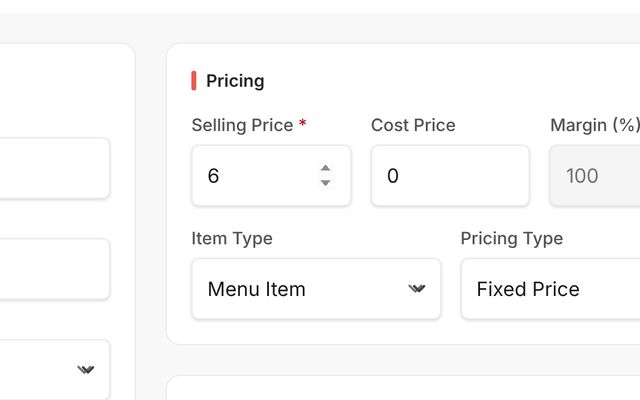 Pricing
Selling Price * Cost Price Margin (%)
6 0 100
Item Type Pricing Type
Menu Item Fixed Price